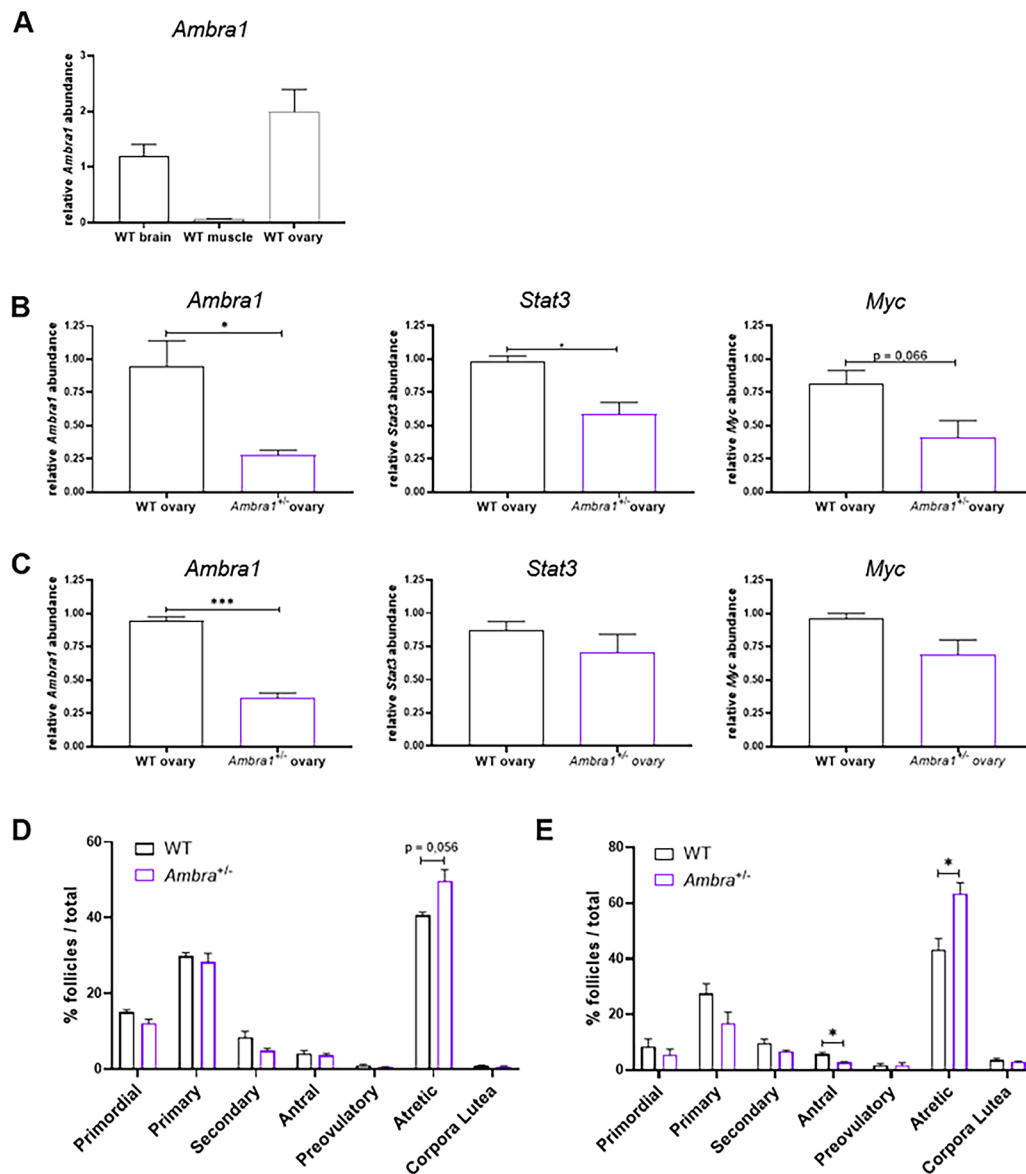 A
Ambra1
relative Ambra1 abundance
3
2
1
0
WT brain WT muscle WT ovary
B
Ambra1
relative Ambra1 abundance
1.25
1.00
0.75
0.50
0.25
0.00
*
WT ovary Ambra1+/- ovary
Stat3
relative Stat3 abundance
1.25
1.00
0.75
0.50
0.25
0.00
*
WT ovary Ambra1+/- ovary
Myc
relative Myc abundance
1.25
1.00
0.75
0.50
0.25
0.00
p = 0,066
WT ovary Ambra1+/- ovary
C
Ambra1
relative Ambra1 abundance
1.25
1.00
0.75
0.50
0.25
0.00
***
WT ovary Ambra1+/- ovary
Stat3
relative Stat3 abundance
1.25
1.00
0.75
0.50
0.25
0.00
WT ovary Ambra1+/- ovary
Myc
relative Myc abundance
1.25
1.00
0.75
0.50
0.25
0.00
WT ovary Ambra1+/- ovary
D
% follicles / total
60
40
20
0
WT
Ambra+/-
p = 0,056
Primordial
Primary
Secondary
Antral
Preovulatory
Atretic
Corpora Lutea
E
% follicles / total
80
60
40
20
0
WT
Ambra+/-
*
*
Primordial
Primary
Secondary
Antral
Preovulatory
Atretic
Corpora Lutea